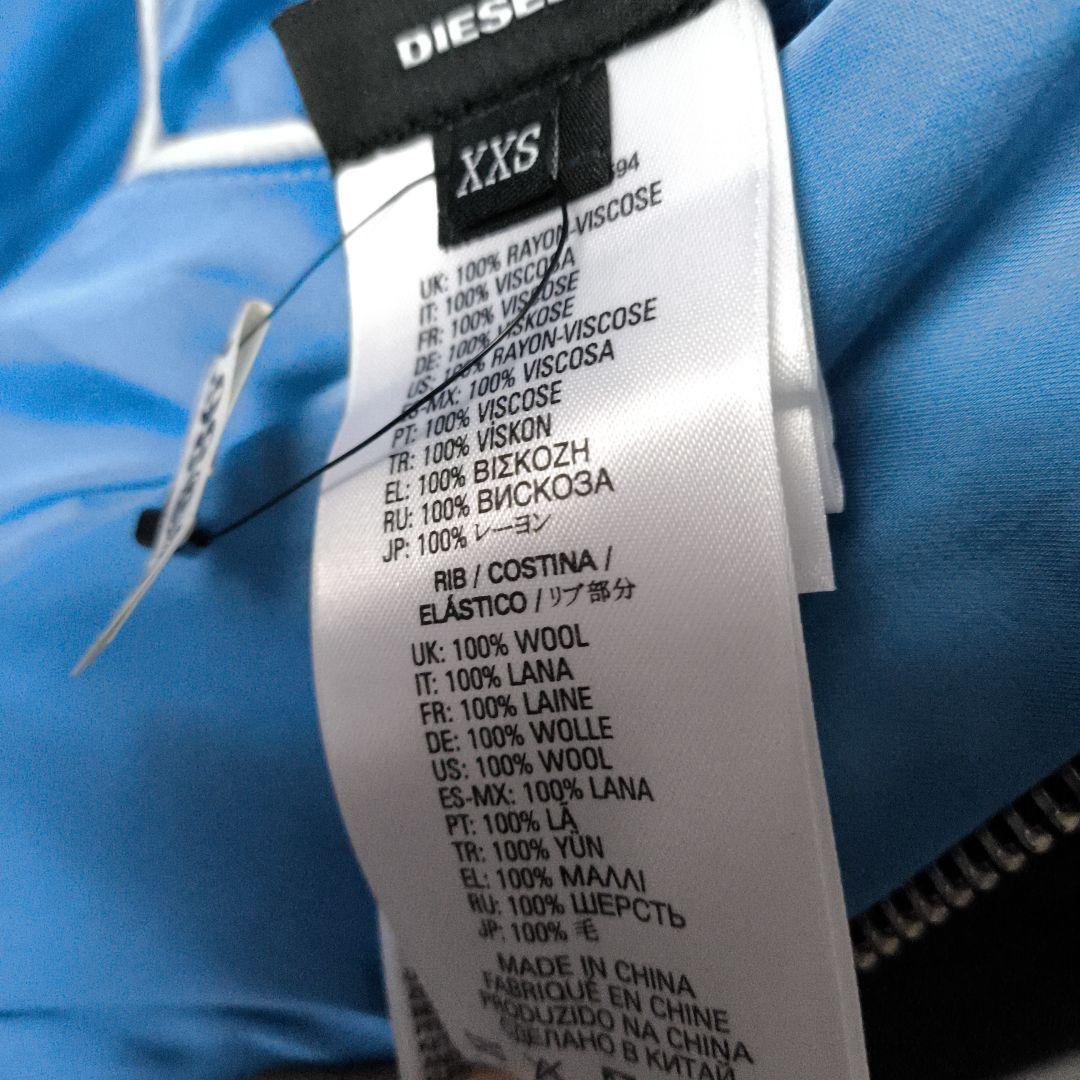 DIESEL
XXS
694
UK: 100% RAYON-VISCOSE
IT: 100% VISCOSA
FR: 100% VISCOSE
DE: 100% VISKOSE
US: 100% RAYON-VISCOSE
ES-MX: 100% VISCOSA
PT: 100% VISCOSE
TR: 100% VİSKON
EL: 100% ΒΙΣΚΟΖΗ
RU: 100% ВИСКОЗА
JP: 100% レーヨン
RIB / COSTINA /
ELÁSTICO / リブ部分
UK: 100% WOOL
IT: 100% LANA
FR: 100% LAINE
DE: 100% WOLLE
US: 100% WOOL
ES-MX: 100% LANA
PT: 100% LÃ
TR: 100% YÜN
EL: 100% ΜΑΛΛΙ
RU: 100% ШЕРСТЬ
JP: 100% 毛
MADE IN CHINA
FABRIQUÉ EN CHINE
PRODUZIDO NA CHINA
СДЕЛАНО В КИТАЙ